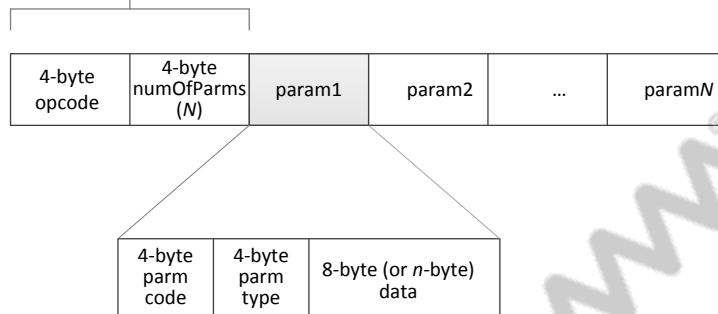 4-byte
opcode
4-byte
numOfParms
(N)
param1
param2
...
paramN
4-byte
parm
code
4-byte
parm
type
8-byte (or n-byte)
data